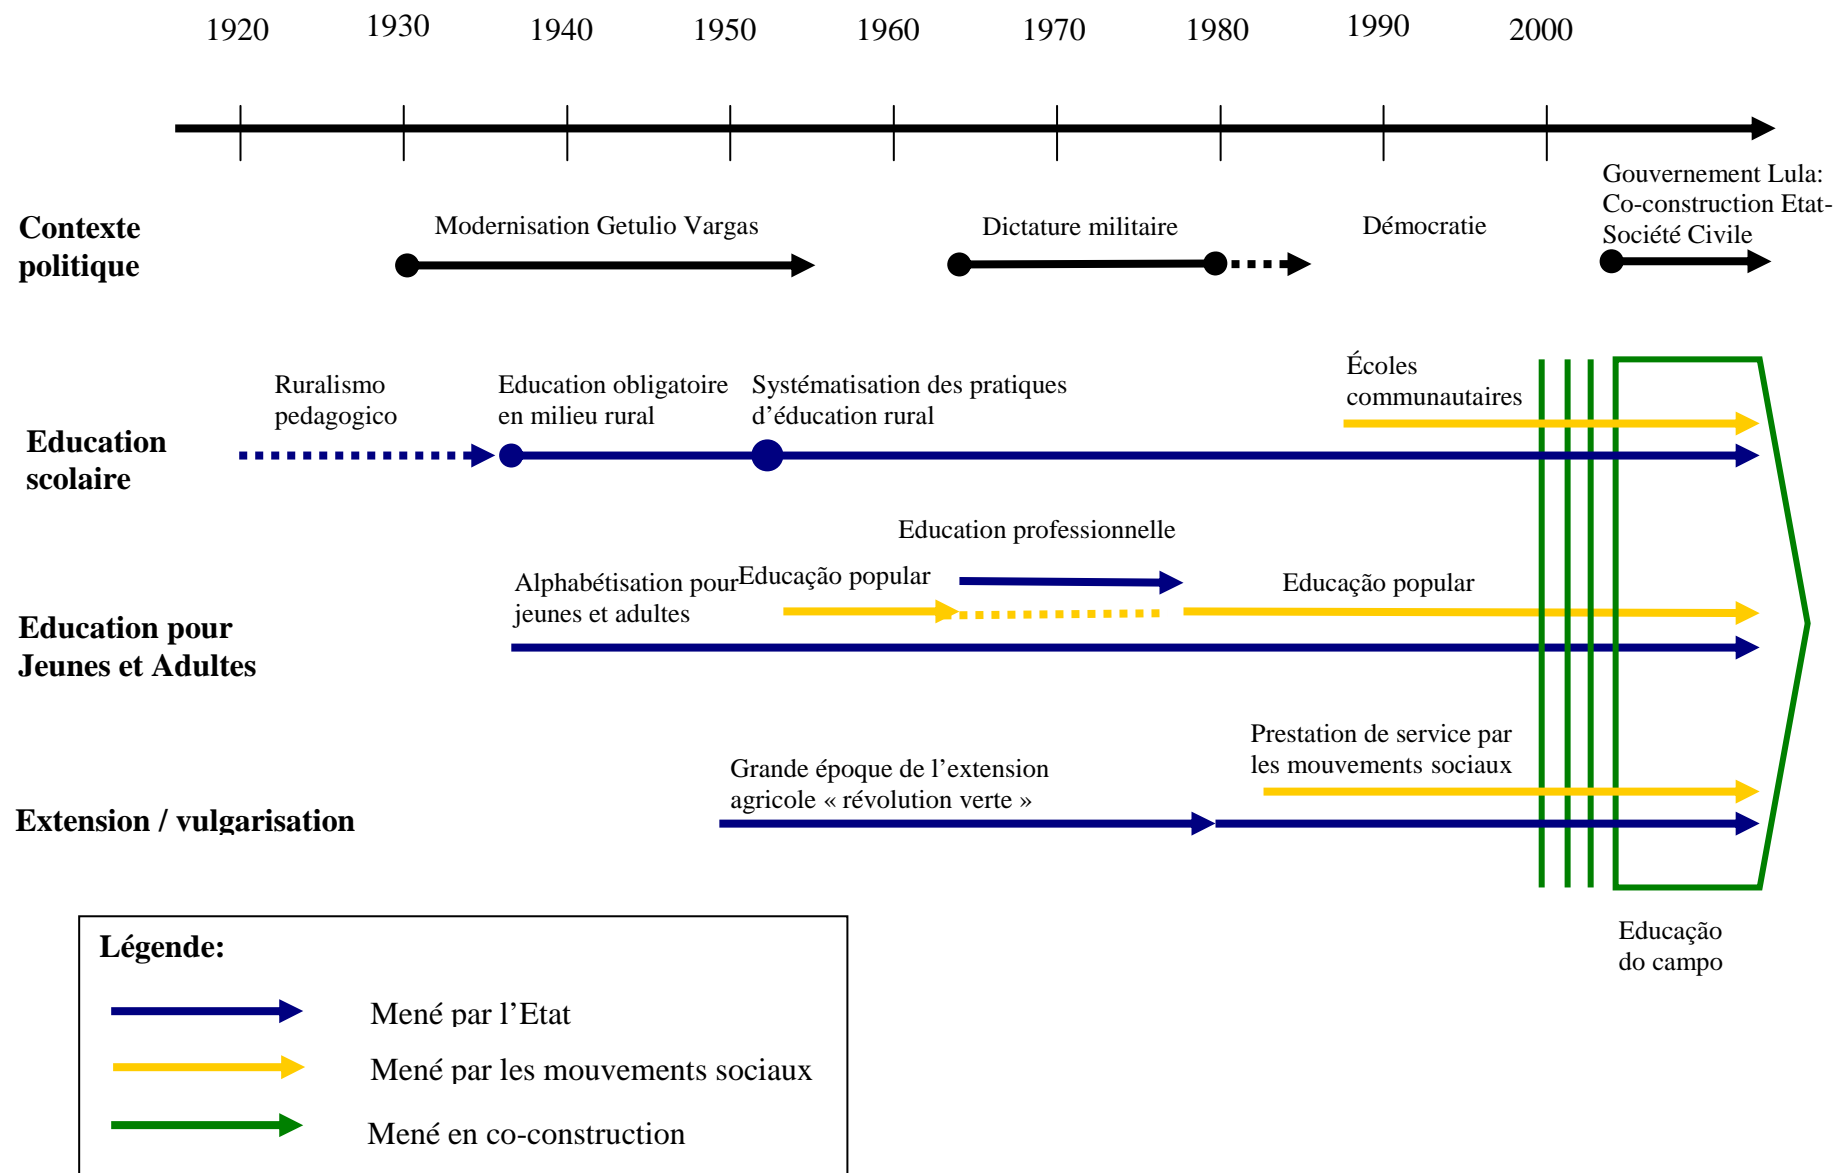 1920 1930 1940 1950 1960 1970 1980 1990 2000
Contexte
politique
Modernisation Getulio Vargas
Dictature militaire
Démocratie
Gouvernement Lula:
Co-construction Etat-
Société Civile
Education
scolaire
Ruralismo
pedagogico
Education obligatoire
en milieu rural
Systématisation des pratiques
d’éducation rural
Écoles
communautaires
Education pour
Jeunes et Adultes
Alphabétisation pour
jeunes et adultes
Educação popular
Education professionnelle
Educação popular
Extension / vulgarisation
Grande époque de l’extension
agricole « révolution verte »
Prestation de service par
les mouvements sociaux
Educação
do campo
Légende:
Mené par l’Etat
Mené par les mouvements sociaux
Mené en co-construction